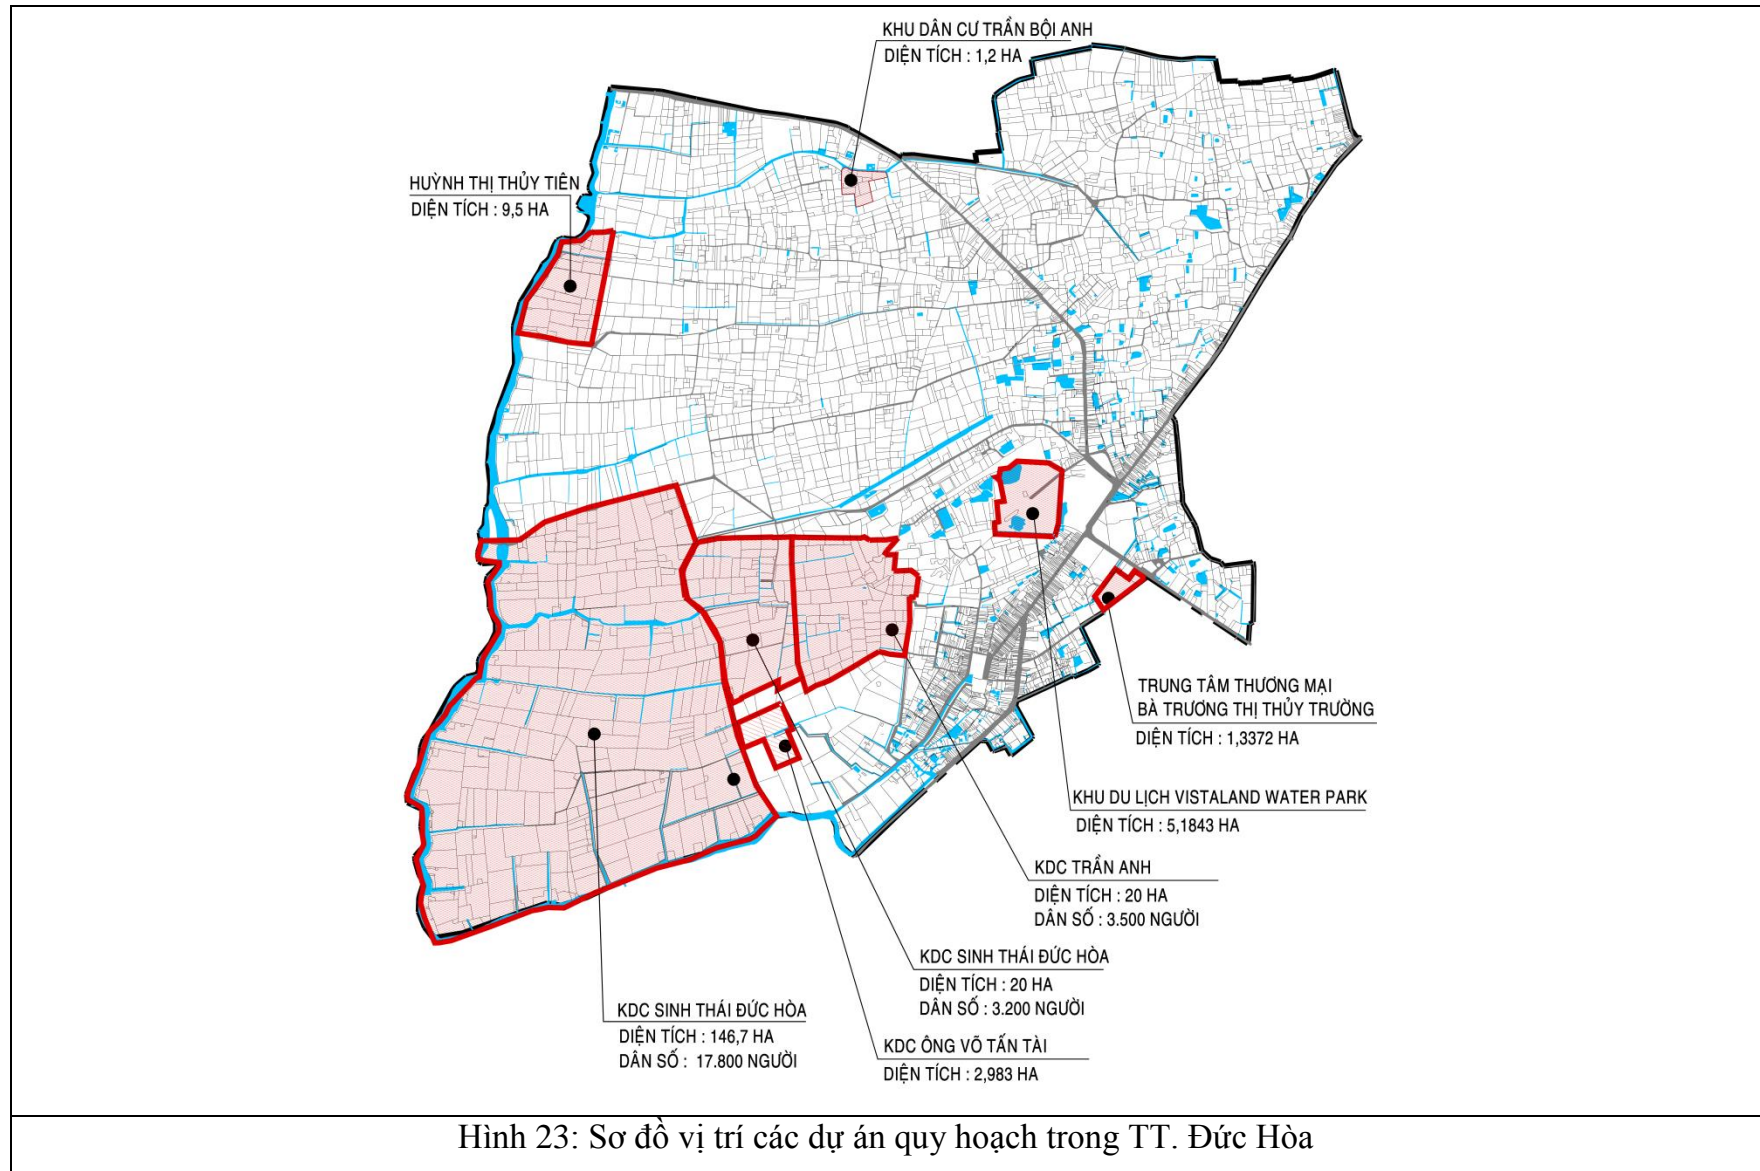 KHU DÂN CƯ TRẦN BỘI ANH
DIỆN TÍCH : 1,2 HA
HUỲNH THỊ THỦY TIÊN
DIỆN TÍCH : 9,5 HA
TRUNG TÂM THƯƠNG MẠI
BÀ TRƯƠNG THỊ THỦY TRƯỜNG
DIỆN TÍCH : 1,3372 HA
KHU DU LỊCH VISTALAND WATER PARK
DIỆN TÍCH : 5,1843 HA
KDC TRẦN ANH
DIỆN TÍCH : 20 HA
DÂN SỐ : 3.500 NGƯỜI
KDC SINH THÁI ĐỨC HÒA
DIỆN TÍCH : 20 HA
DÂN SỐ : 3.200 NGƯỜI
KDC SINH THÁI ĐỨC HÒA
DIỆN TÍCH : 146,7 HA
DÂN SỐ : 17.800 NGƯỜI
KDC ÔNG VÕ TẤN TÀI
DIỆN TÍCH : 2,983 HA
Hình 23: Sơ đồ vị trí các dự án quy hoạch trong TT. Đức Hòa